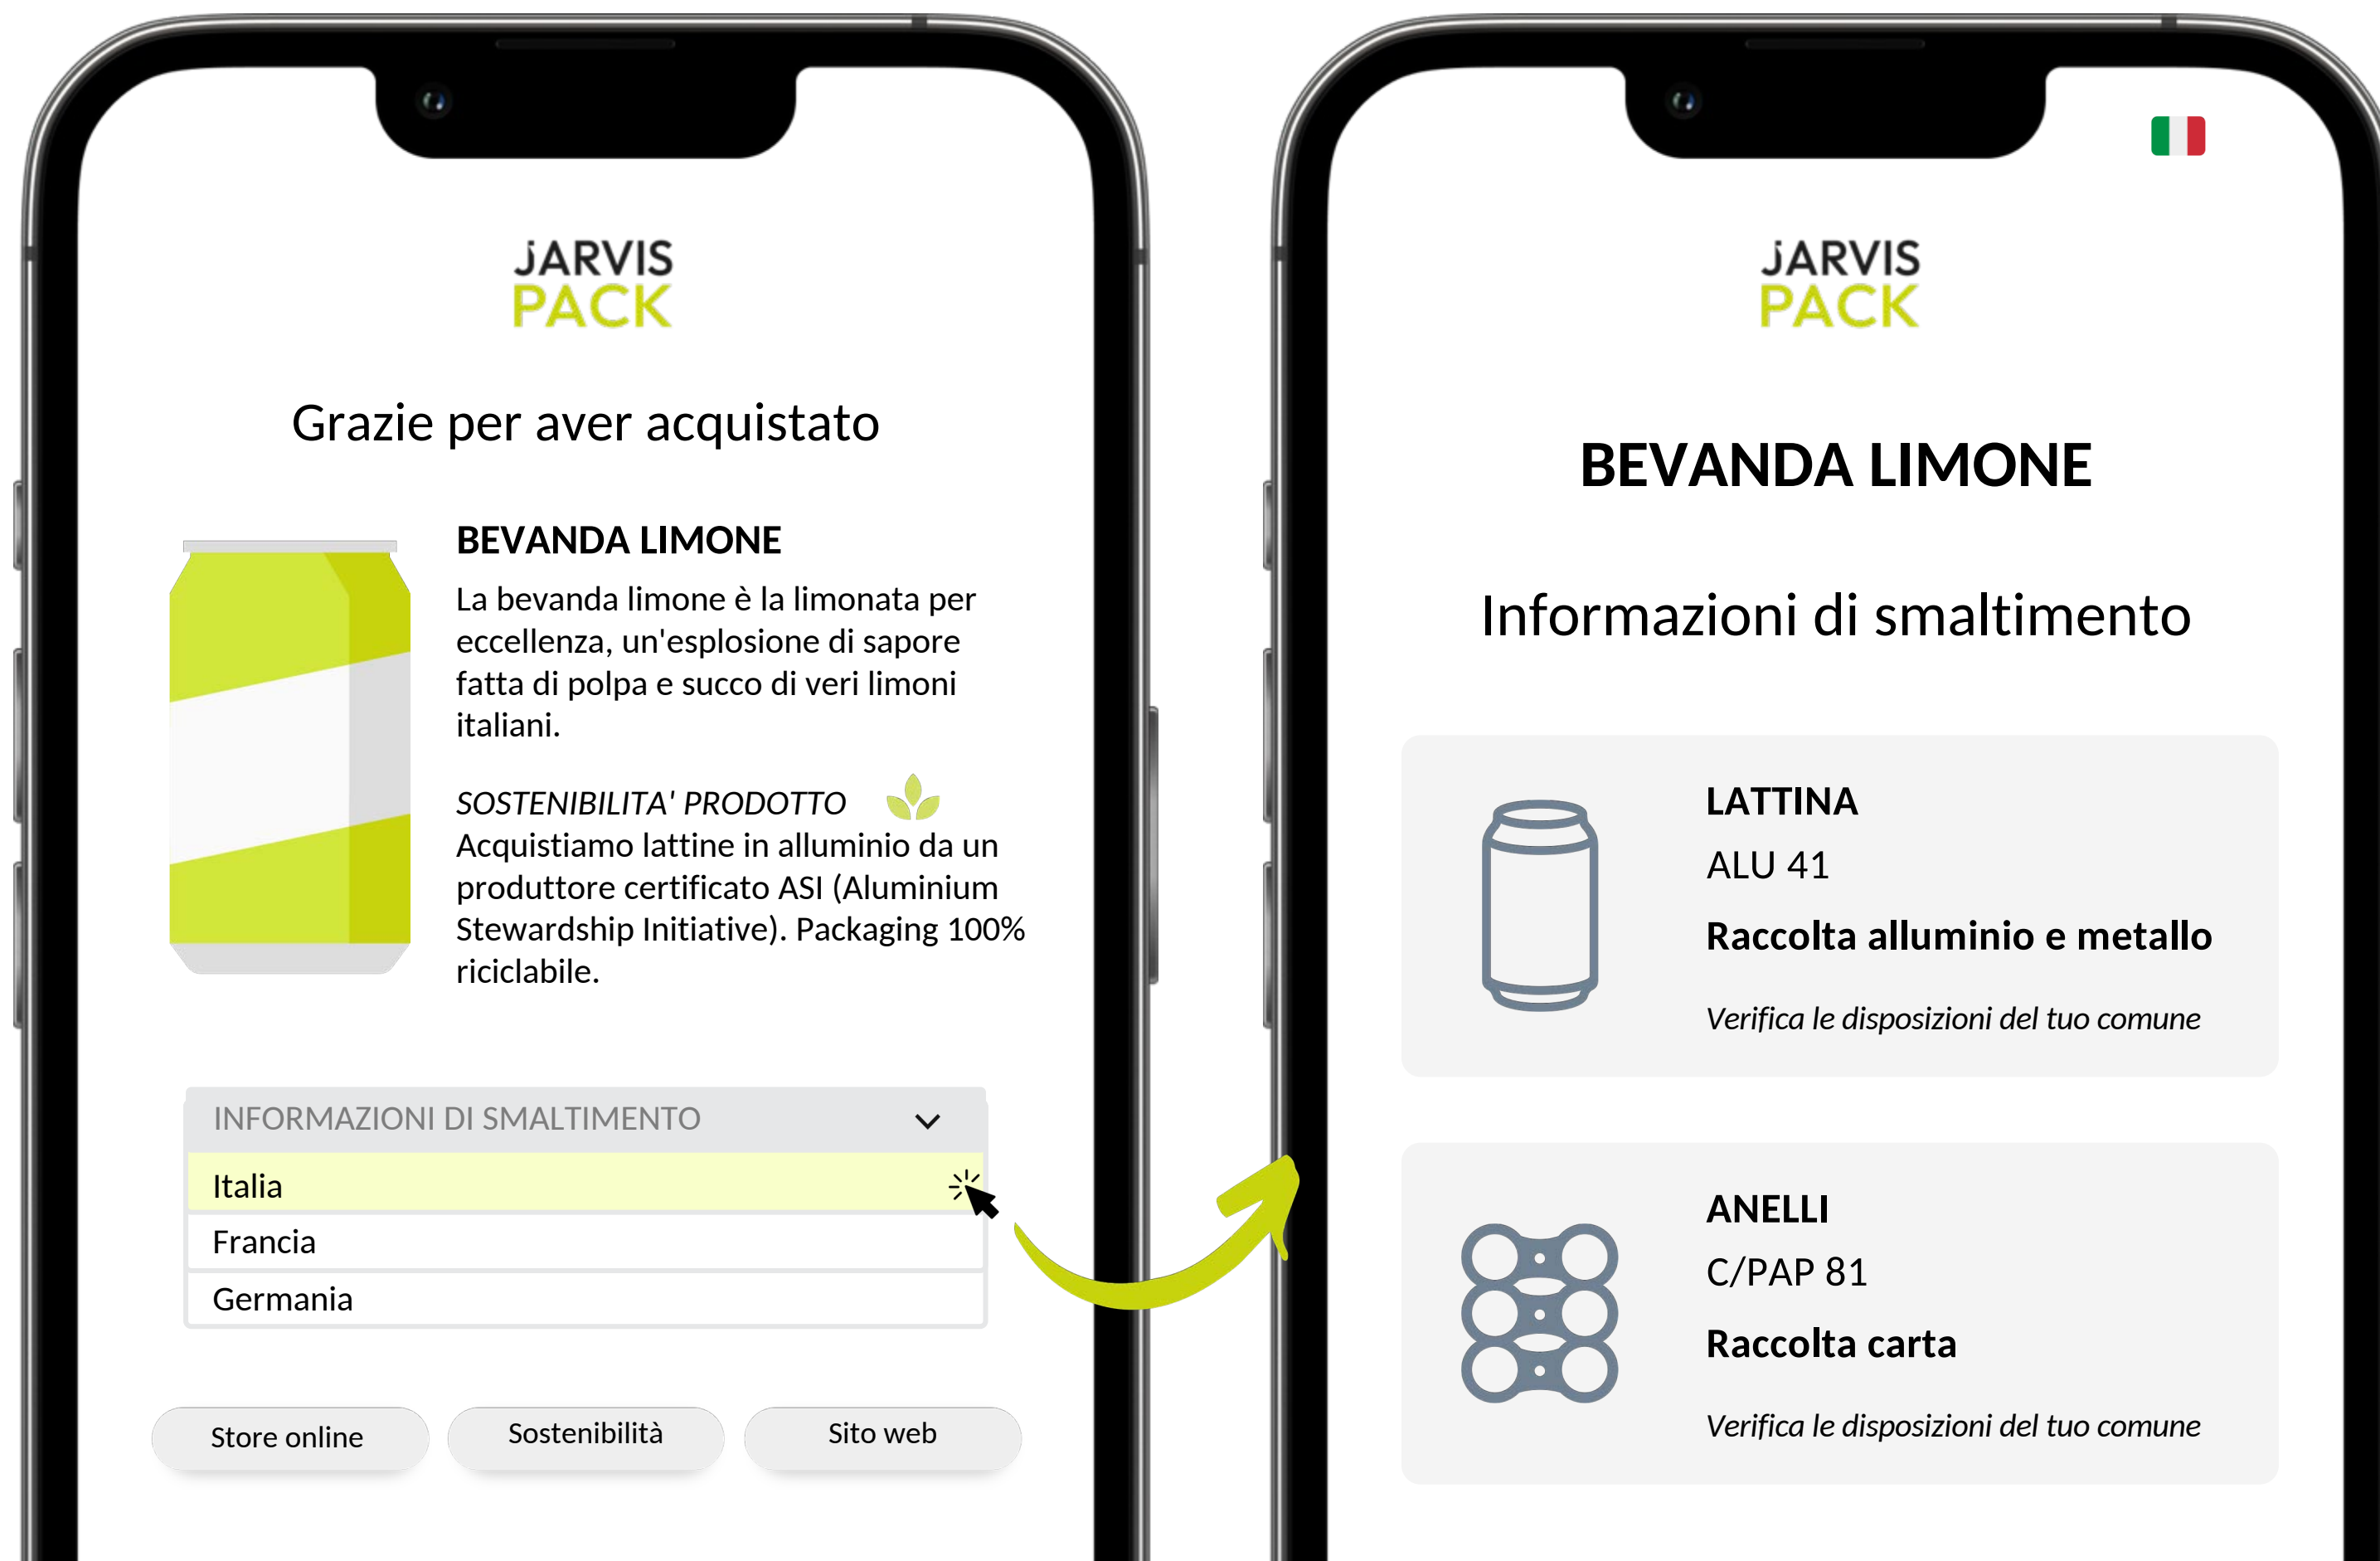 JARVIS
PACK
Grazie per aver acquistato
BEVANDA LIMONE
La bevanda limone è la limonata per
eccellenza, un'esplosione di sapore
fatta di polpa e succo di veri limoni
italiani.
SOSTENIBILITA' PRODOTTO
Acquistiamo lattine in alluminio da un
produttore certificato ASI (Aluminium
Stewardship Initiative). Packaging 100%
riciclabile.
INFORMAZIONI DI SMALTIMENTO
Italia
Francia
Germania
Store online
Sostenibilità
Sito web
JARVIS
PACK
BEVANDA LIMONE
Informazioni di smaltimento
LATTINA
ALU 41
Raccolta alluminio e metallo
Verifica le disposizioni del tuo comune
ANELLI
C/PAP 81
Raccolta carta
Verifica le disposizioni del tuo comune